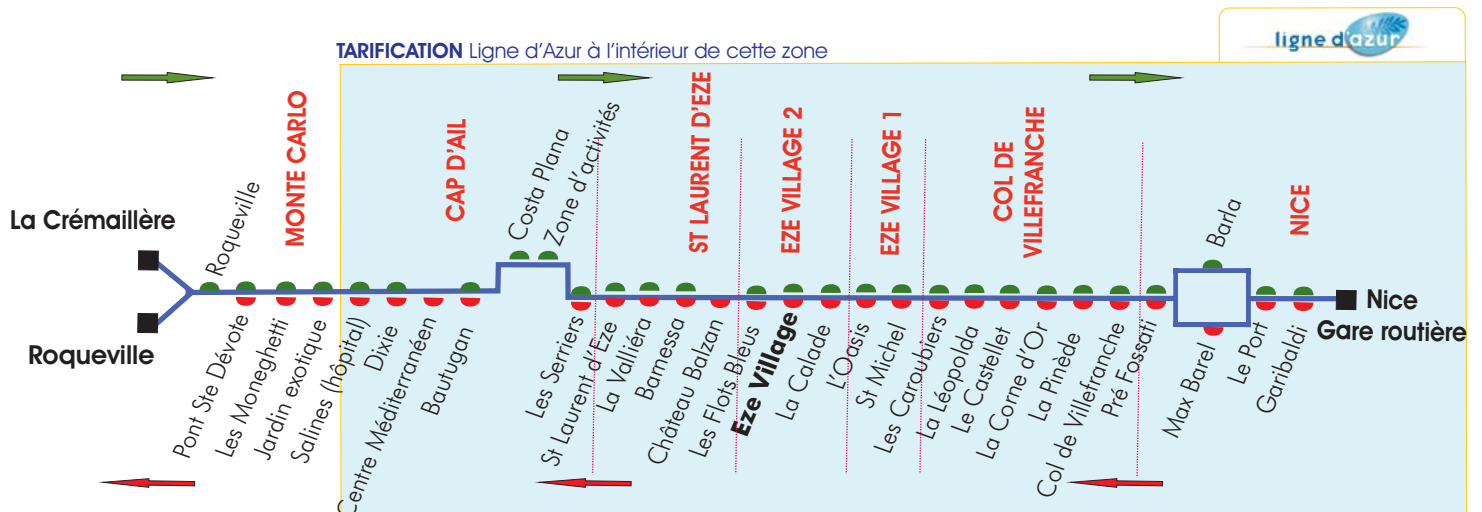 TARIFICATION Ligne d'Azur à l'intérieur de cette zone
ligne d'azur
La Crémaillère
Roqueville
Roqueville
MONTE CARLO
CAP D'AIL
Costa Plana
Zone d'activités
ST LAURENT D'EZE
EZE VILLAGE 2
EZE VILLAGE 1
COL DE
VILLEFRANCHE
Barla
NICE
Nice
Gare routière
Pont Ste Dévote
Les Moneghetti
Jardin exotique
Salines (hôpital)
Dixie
Centre Méditerranéen
Bautugan
Les Serriers
St Laurent d'Eze
La Valliéra
Barnessa
Château Balzan
Les Flots Bleus
Eze Village
La Calade
L'Oasis
St Michel
Les Caroubiers
La Léopolda
Le Castellet
La Corne d'Or
La Pinède
Col de Villefranche
Pré Fossati
Max Barel
Le Port
Garibaldi